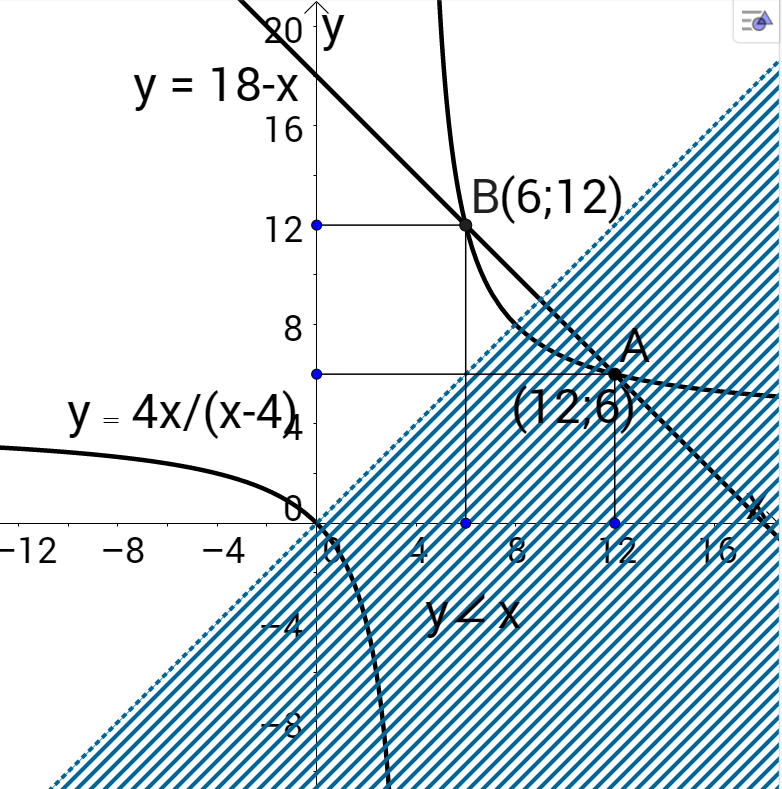 20
y
y = 18-x
16
B(6;12)
12
8
A
y = 4x/(x-4)
(12;6)
4
0
−12
−8
−4
0
4
8
12
16
y∠x
−4
−8